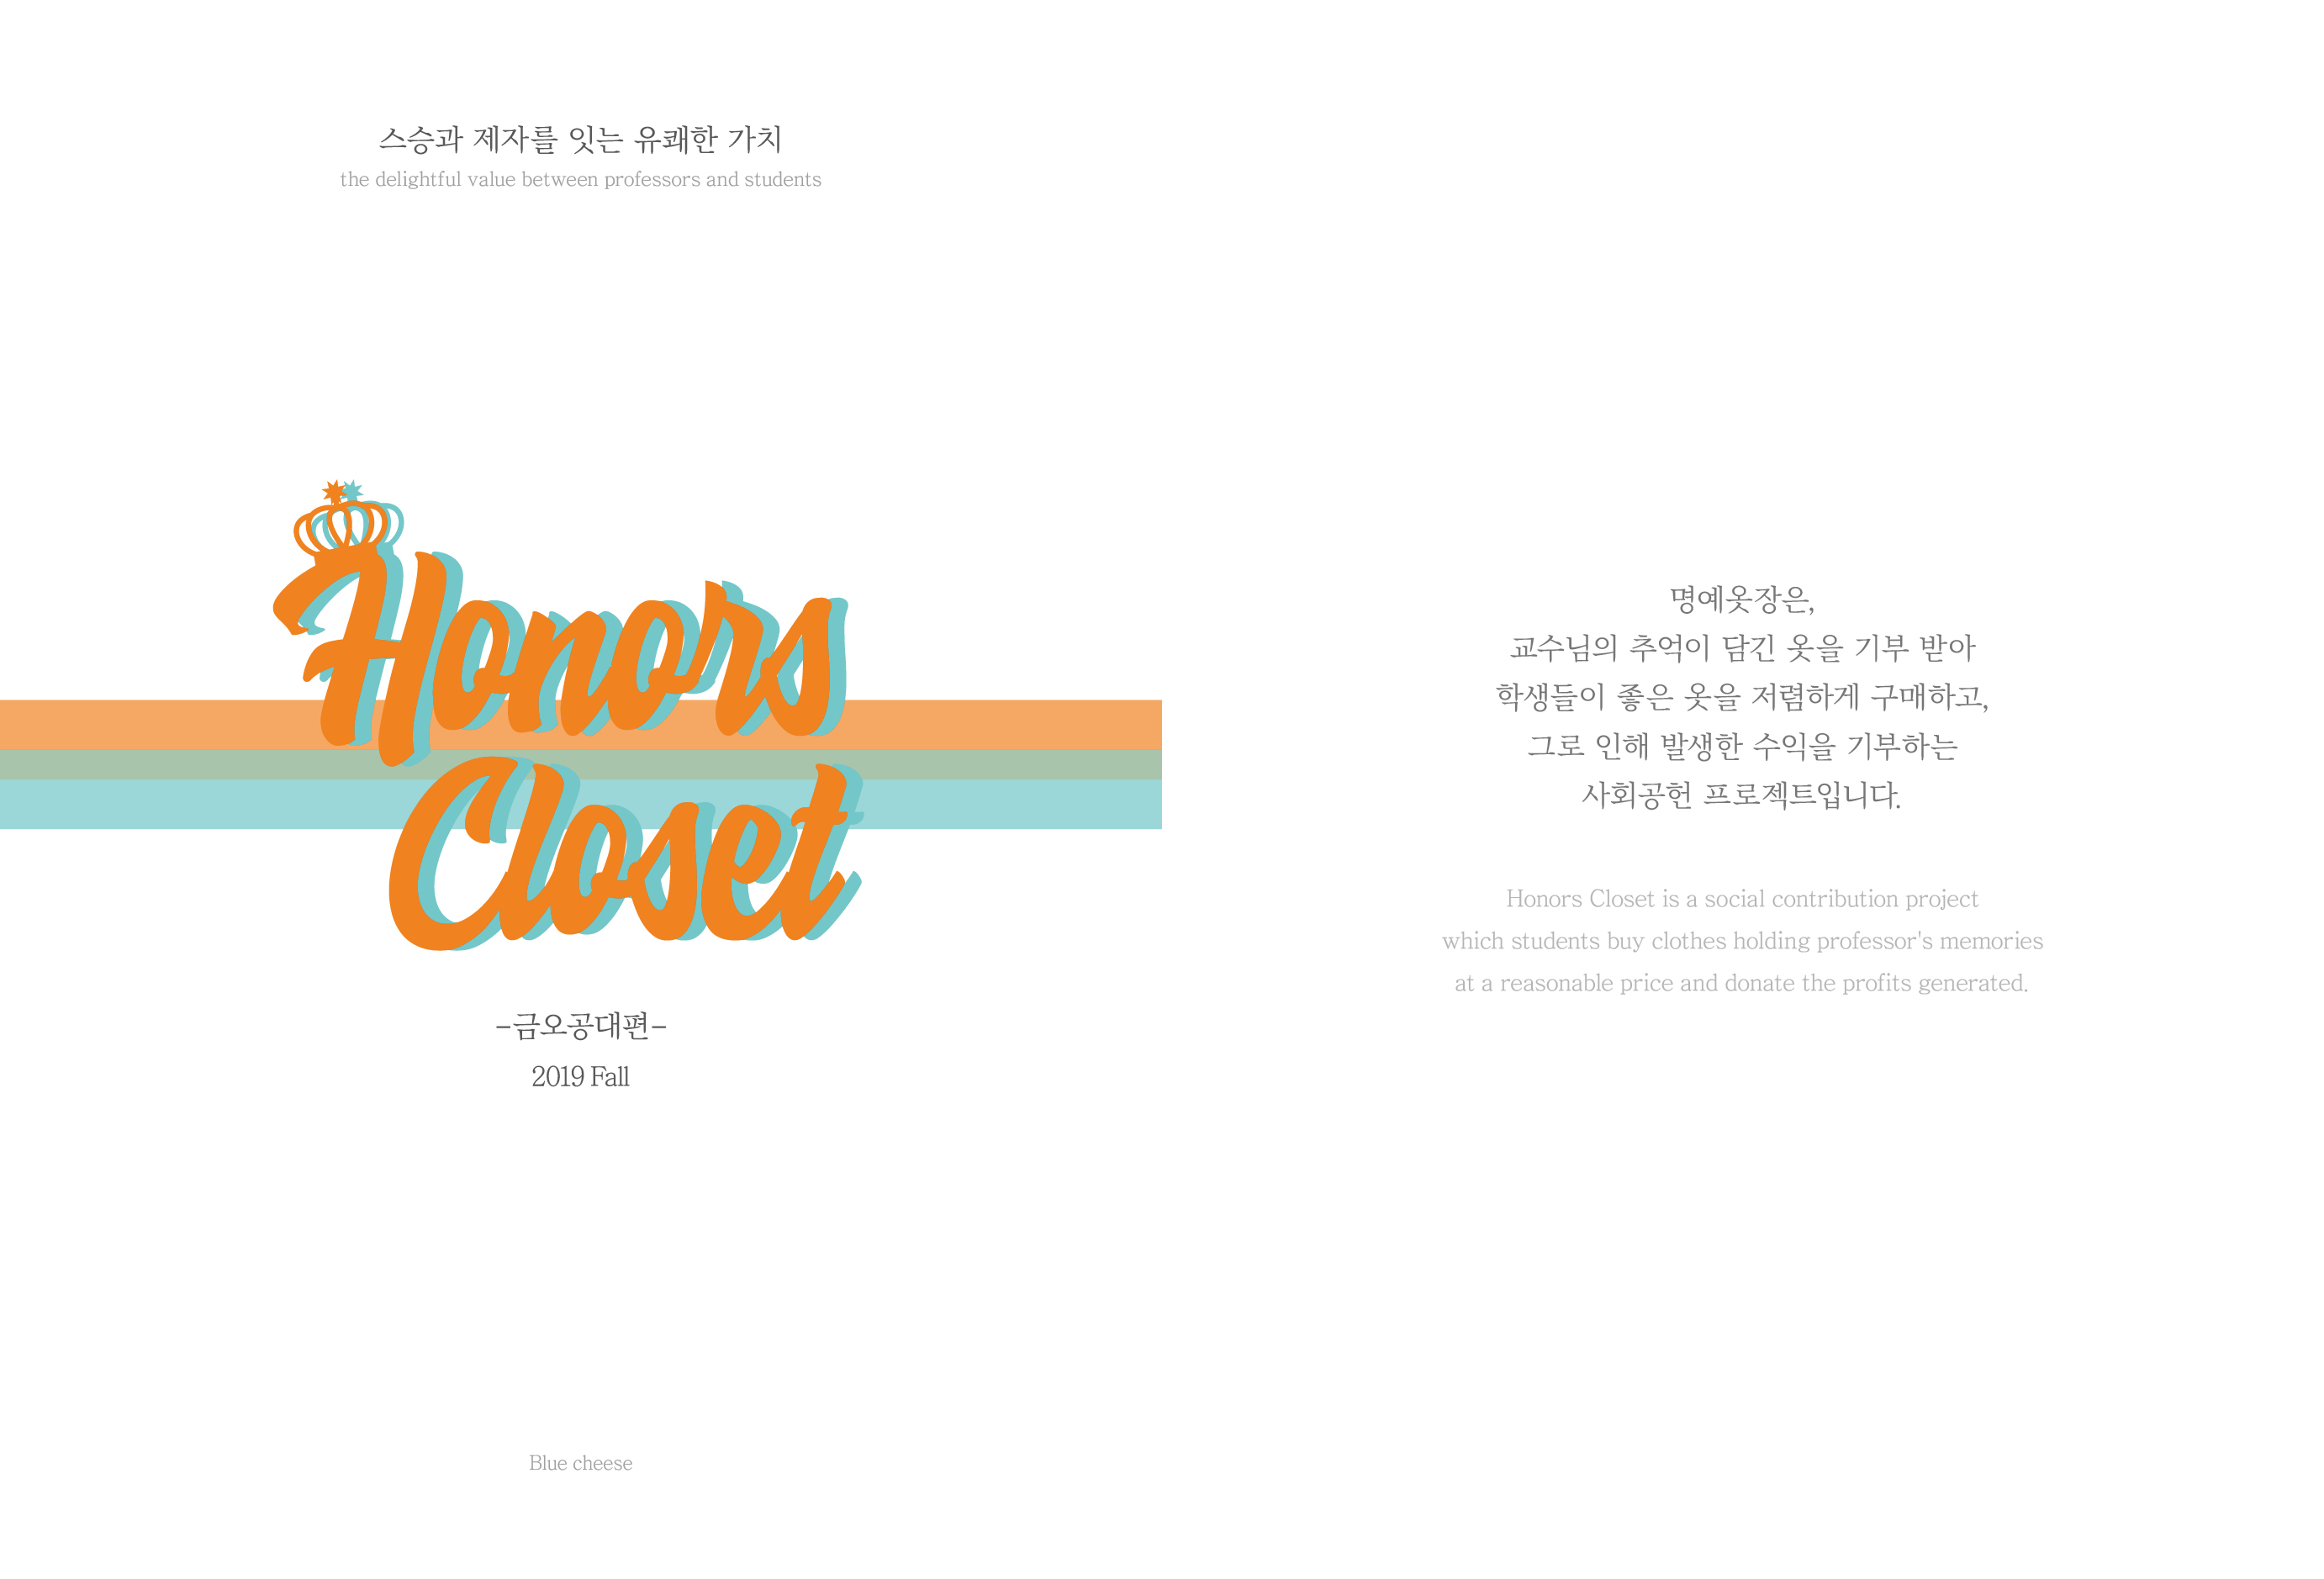 스승과 제자를 잇는 유쾌한 가치
the delightful value between professors and students
Honors
Closet
-금오공대편-
2019 Fall
Blue cheese
명예옷장은,
교수님의 추억이 담긴 옷을 기부 받아
학생들이 좋은 옷을 저렴하게 구매하고,
그로 인해 발생한 수익을 기부하는
사회공헌 프로젝트입니다.
Honors Closet is a social contribution project
which students buy clothes holding professor's memories
at a reasonable price and donate the profits generated.